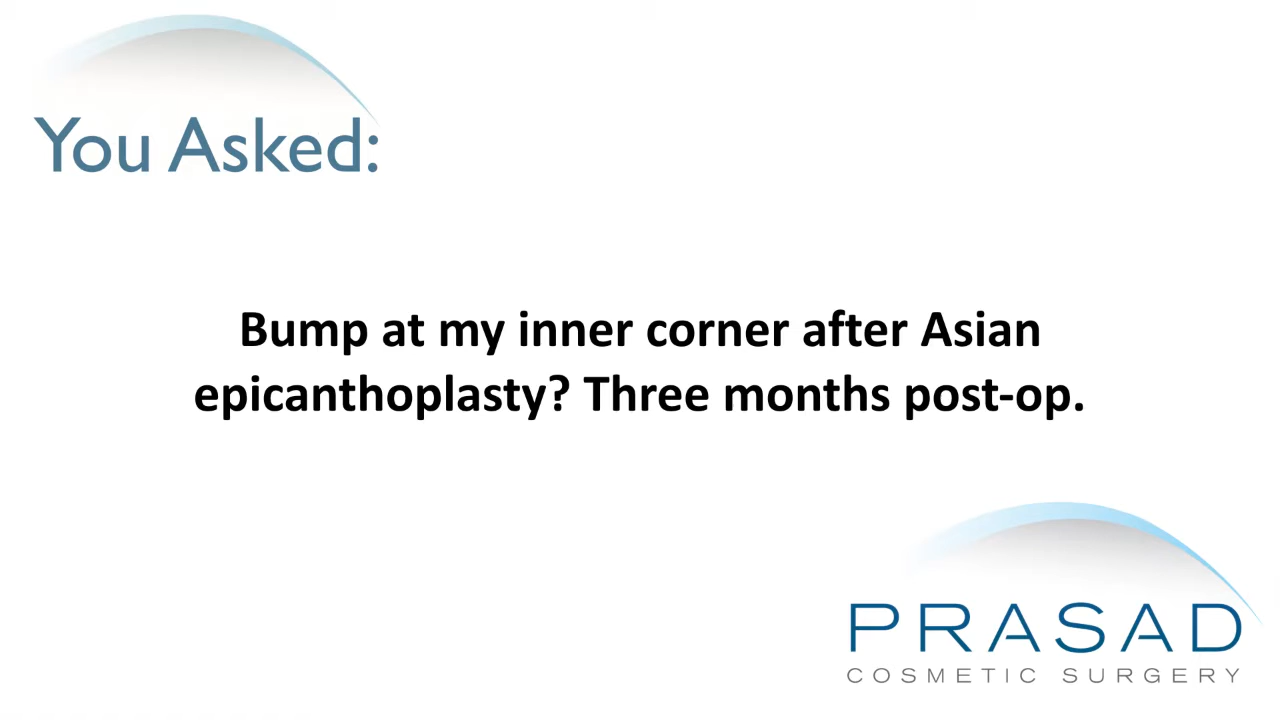 You Asked:
Bump at my inner corner after Asian
epicanthoplasty? Three months post-op.
PRASAD
COSMETIC SURGERY